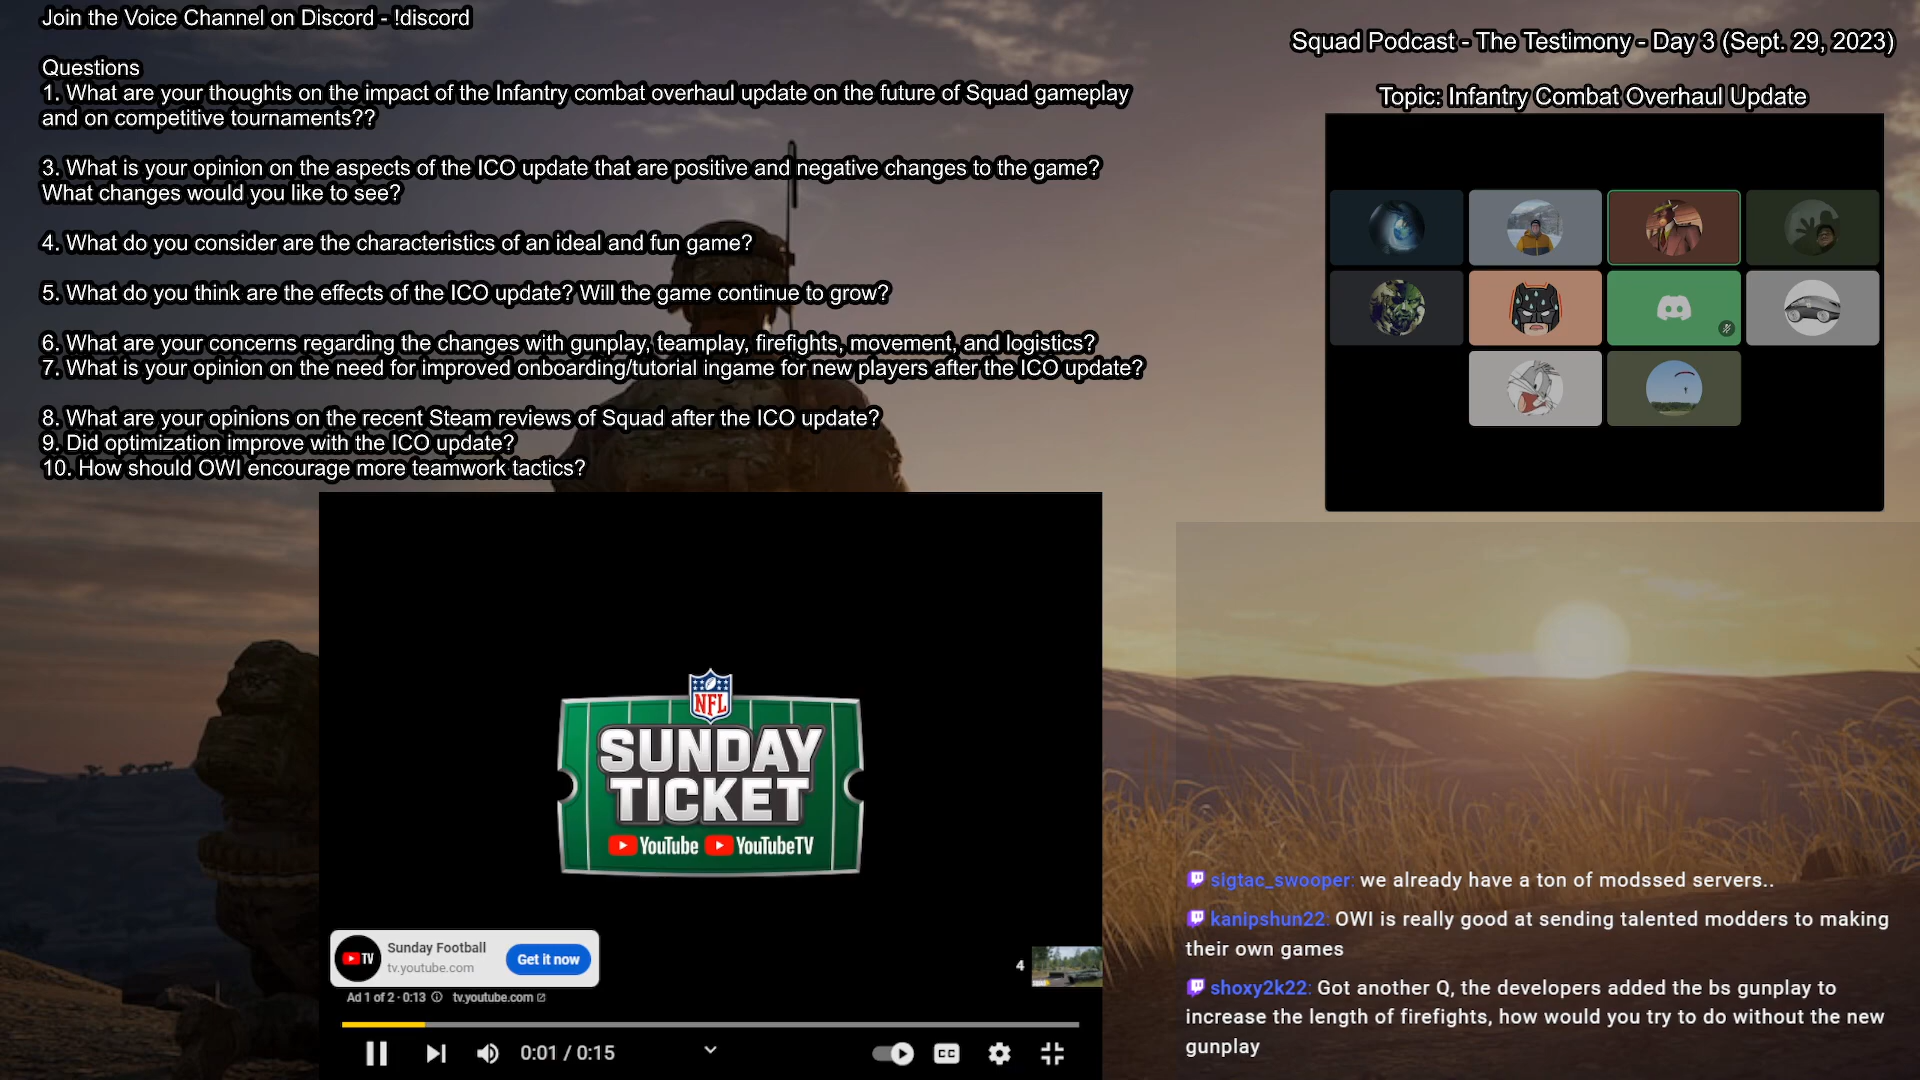 Join the Voice Channel on Discord - !discord
Questions
1. What are your thoughts on the impact of the Infantry combat overhaul update on the future of Squad gameplay
and on competitive tournaments??
3. What is your opinion on the aspects of the ICO update that are positive and negative changes to the game?
What changes would you like to see?
4. What do you consider are the characteristics of an ideal and fun game?
5. What do you think are the effects of the ICO update? Will the game continue to grow?
6. What are your concerns regarding the changes with gunplay, teamplay, firefights, movement, and logistics?
7. What is your opinion on the need for improved onboarding/tutorial ingame for new players after the ICO update?
8. What are your opinions on the recent Steam reviews of Squad after the ICO update?
9. Did optimization improve with the ICO update?
10. How should OWI encourage more teamwork tactics?
Squad Podcast - The Testimony - Day 3 (Sept. 29, 2023)
Topic: Infantry Combat Overhaul Update
NFL
SUNDAY
TICKET
YouTube YouTubeTV
TV
Sunday Football
tv.youtube.com
Get it now
4
Ad 1 of 2 · 0:13 tv.youtube.com
0:01 / 0:15
CC
sigtac_swooper: we already have a ton of modssed servers..
kanipshun22: OWI is really good at sending talented modders to making
their own games
shoxy2k22: Got another Q, the developers added the bs gunplay to
increase the length of firefights, how would you try to do without the new
gunplay